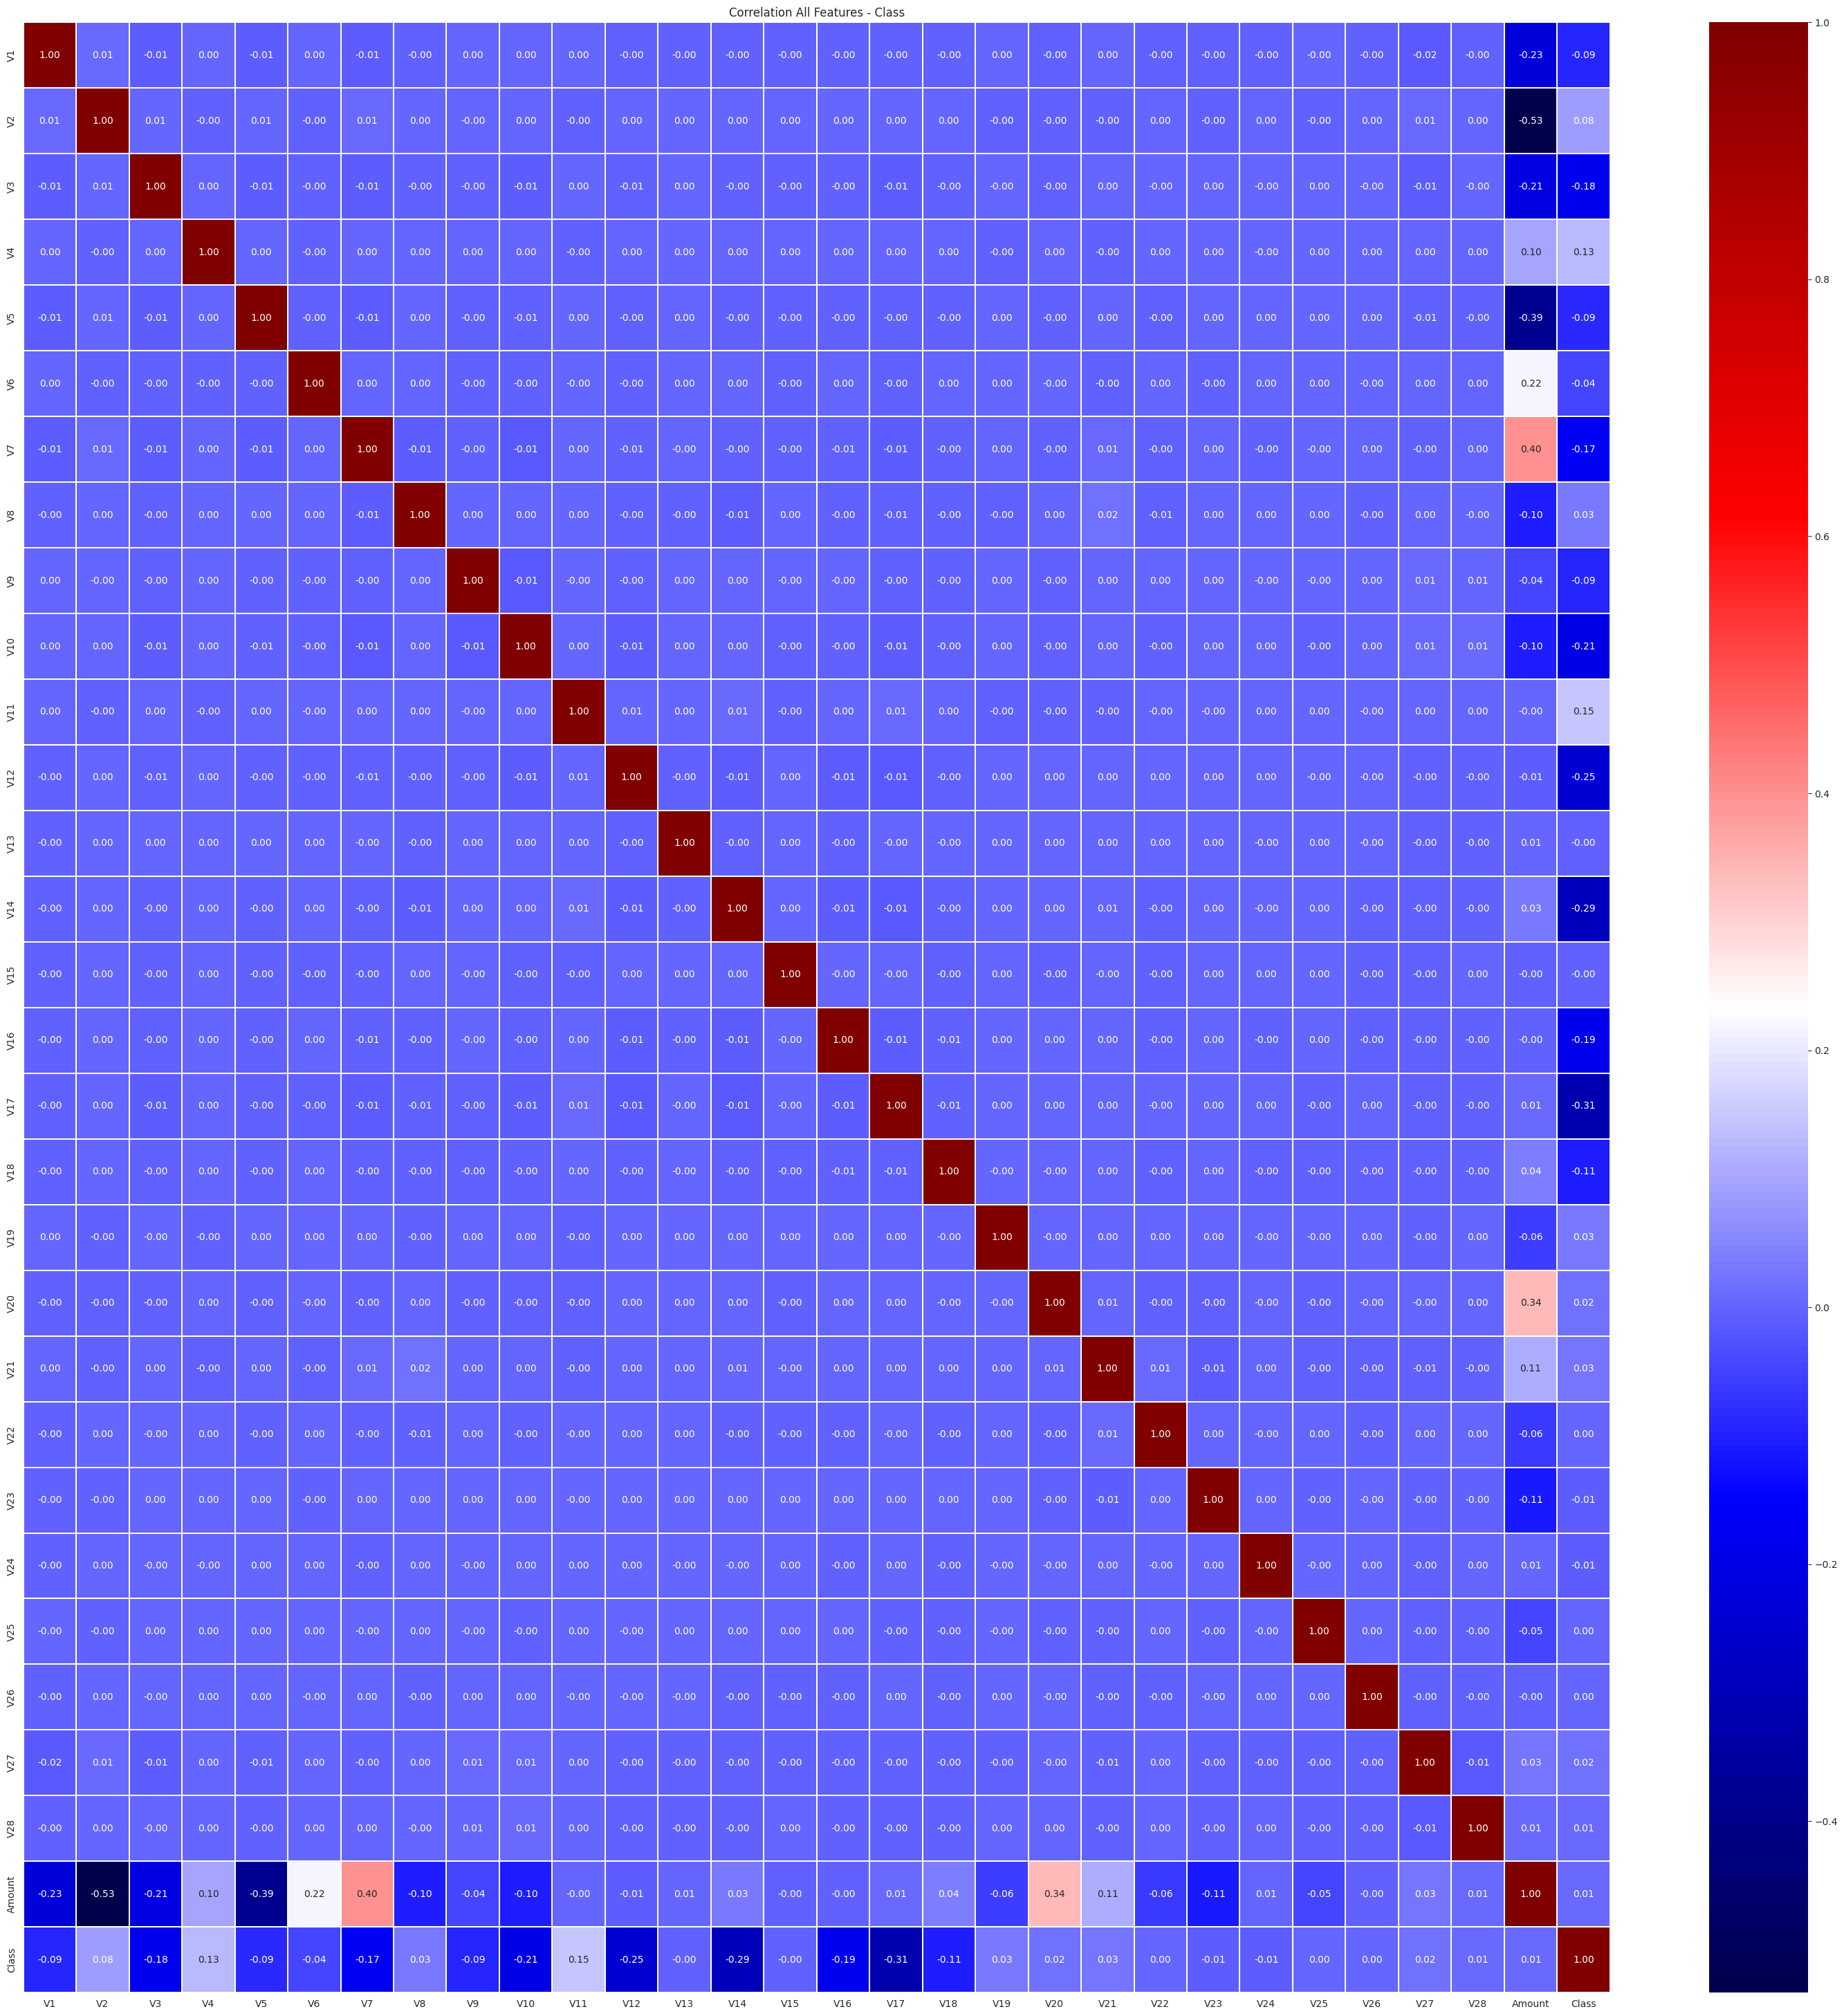 Correlation All Features - Class
V1 1.00 0.01 -0.01 0.00 -0.01 0.00 -0.01 -0.00 0.00 0.00 0.00 -0.00 -0.00 -0.00 -0.00 -0.00 -0.00 -0.00 0.00 -0.00 0.00 -0.00 -0.00 -0.00 -0.00 -0.00 -0.02 -0.00 -0.23 -0.09
V2 0.01 1.00 0.01 -0.00 0.01 -0.00 0.01 0.00 -0.00 0.00 -0.00 0.00 0.00 0.00 0.00 0.00 0.00 0.00 -0.00 -0.00 -0.00 0.00 -0.00 0.00 -0.00 0.00 0.01 0.00 -0.53 0.08
V3 -0.01 0.01 1.00 0.00 -0.01 -0.00 -0.01 -0.00 -0.00 -0.01 0.00 -0.01 0.00 -0.00 -0.00 -0.00 -0.01 -0.00 -0.00 -0.00 0.00 -0.00 0.00 -0.00 0.00 0.00 -0.01 -0.00 -0.21 -0.18
V4 0.00 -0.00 0.00 1.00 0.00 -0.00 0.00 0.00 0.00 0.00 -0.00 0.00 0.00 0.00 0.00 0.00 0.00 0.00 -0.00 0.00 -0.00 0.00 0.00 -0.00 0.00 -0.00 0.00 0.00 0.10 0.13
V5 -0.01 0.01 -0.01 0.00 1.00 -0.00 -0.01 0.00 -0.00 -0.01 0.00 -0.00 0.00 -0.00 -0.00 -0.00 -0.00 -0.00 0.00 0.00 0.00 0.00 0.00 0.00 0.00 0.00 -0.01 -0.00 -0.39 -0.09
V6 0.00 -0.00 -0.00 -0.00 -0.00 1.00 0.00 0.00 -0.00 -0.00 -0.00 0.00 0.00 0.00 -0.00 0.00 0.00 0.00 0.00 -0.00 -0.00 0.00 -0.00 0.00 0.00 -0.00 0.00 0.00 0.22 -0.04
V7 -0.01 0.01 -0.01 0.00 -0.01 0.00 1.00 -0.01 -0.00 -0.01 0.00 -0.01 0.00 -0.00 -0.00 -0.01 -0.01 -0.00 0.00 -0.00 0.01 -0.00 0.00 -0.00 0.00 -0.00 -0.00 0.00 0.40 -0.17
V8 -0.00 0.00 -0.00 0.00 0.00 0.00 -0.01 1.00 0.00 0.00 0.00 -0.00 -0.00 -0.01 0.00 -0.00 -0.01 -0.00 -0.00 0.00 0.02 -0.01 0.00 0.00 -0.00 -0.00 0.00 -0.00 -0.10 0.03
V9 0.00 -0.00 -0.00 0.00 -0.00 -0.00 -0.00 0.00 1.00 -0.01 -0.00 -0.00 0.00 0.00 -0.00 -0.00 -0.00 0.00 0.00 -0.00 0.00 0.00 0.00 -0.00 -0.00 0.00 0.01 0.01 -0.04 -0.09
V10 0.00 0.00 -0.01 0.00 -0.01 -0.00 -0.01 0.00 -0.01 1.00 0.00 -0.01 0.00 0.00 -0.00 -0.00 -0.01 0.00 0.00 -0.00 0.00 -0.00 0.00 0.00 -0.00 0.00 0.01 0.01 -0.10 -0.21
V11 0.00 -0.00 0.00 -0.00 0.00 -0.00 0.00 0.00 -0.00 0.00 1.00 0.01 0.00 0.01 -0.00 0.00 0.01 0.00 -0.00 -0.00 -0.00 -0.00 -0.00 0.00 0.00 -0.00 0.00 0.00 -0.00 0.15
V12 -0.00 0.00 -0.01 0.00 -0.00 0.00 -0.01 -0.00 -0.00 -0.01 0.01 1.00 -0.00 -0.01 0.00 -0.01 -0.01 -0.00 0.00 0.00 0.00 0.00 0.00 0.00 -0.00 0.00 -0.00 -0.00 -0.01 -0.25
V13 -0.00 0.00 0.00 0.00 0.00 0.00 0.00 -0.00 0.00 0.00 0.00 -0.00 1.00 -0.00 0.00 -0.00 0.00 0.00 -0.00 0.00 0.00 0.00 0.00 -0.00 0.00 0.00 -0.00 -0.00 0.01 -0.00
V14 -0.00 0.00 -0.00 0.00 -0.00 0.00 -0.00 -0.01 0.00 0.00 0.01 -0.01 -0.00 1.00 0.00 -0.01 -0.01 -0.00 0.00 0.00 0.01 -0.00 0.00 0.00 -0.00 0.00 -0.00 -0.00 0.03 -0.29
V15 -0.00 0.00 -0.00 0.00 -0.00 -0.00 -0.00 0.00 -0.00 -0.00 -0.00 0.00 0.00 0.00 1.00 -0.00 -0.00 -0.00 0.00 -0.00 -0.00 -0.00 0.00 -0.00 0.00 -0.00 -0.00 -0.00 -0.00 -0.00
V16 -0.00 0.00 -0.00 0.00 -0.00 0.00 -0.01 -0.00 -0.00 -0.00 0.00 -0.01 -0.00 -0.01 -0.00 1.00 -0.01 -0.01 0.00 0.00 0.00 -0.00 0.00 -0.00 -0.00 0.00 -0.00 -0.00 -0.00 -0.19
V17 -0.00 0.00 -0.01 0.00 -0.00 0.00 -0.01 -0.01 -0.00 -0.01 0.01 -0.01 0.00 -0.01 -0.00 -0.01 1.00 -0.01 0.00 0.00 0.00 -0.00 0.00 -0.00 -0.00 0.00 -0.00 -0.00 0.01 -0.31
V18 -0.00 0.00 -0.00 0.00 -0.00 0.00 -0.00 -0.00 0.00 0.00 0.00 -0.00 0.00 -0.00 -0.00 -0.01 -0.01 1.00 -0.00 -0.00 0.00 -0.00 0.00 -0.00 -0.00 0.00 0.00 -0.00 0.04 -0.11
V19 0.00 -0.00 -0.00 -0.00 0.00 0.00 0.00 -0.00 0.00 0.00 -0.00 0.00 -0.00 0.00 0.00 0.00 0.00 -0.00 1.00 -0.00 0.00 0.00 0.00 0.00 -0.00 0.00 -0.00 -0.00 -0.06 0.03
V20 -0.00 -0.00 -0.00 0.00 0.00 -0.00 -0.00 0.00 -0.00 -0.00 -0.00 0.00 0.00 0.00 -0.00 0.00 0.00 -0.00 -0.00 1.00 0.01 -0.00 -0.00 0.00 -0.00 0.00 -0.00 0.00 0.34 0.02
V21 0.00 -0.00 0.00 -0.00 0.00 -0.00 0.01 0.02 0.00 0.00 -0.00 0.00 0.00 0.01 -0.00 0.00 0.00 0.00 0.00 0.01 1.00 0.01 -0.01 0.00 -0.00 -0.00 -0.01 -0.00 0.11 0.03
V22 -0.00 0.00 -0.00 0.00 0.00 0.00 -0.00 -0.01 0.00 -0.00 -0.00 0.00 0.00 -0.00 -0.00 -0.00 -0.00 -0.00 0.00 -0.00 0.01 1.00 0.00 -0.00 -0.00 -0.00 0.00 0.00 -0.06 0.00
V23 -0.00 -0.00 0.00 0.00 0.00 -0.00 0.00 0.00 0.00 0.00 -0.00 0.00 0.00 0.00 0.00 0.00 0.00 0.00 0.00 -0.00 -0.01 0.00 1.00 0.00 -0.00 -0.00 -0.00 -0.00 -0.11 -0.01
V24 -0.00 0.00 -0.00 -0.00 0.00 0.00 -0.00 0.00 -0.00 0.00 0.00 0.00 -0.00 0.00 -0.00 -0.00 -0.00 -0.00 0.00 0.00 0.00 -0.00 0.00 1.00 -0.00 0.00 -0.00 -0.00 0.01 -0.01
V25 -0.00 -0.00 0.00 0.00 0.00 0.00 0.00 -0.00 -0.00 -0.00 0.00 -0.00 0.00 -0.00 0.00 -0.00 -0.00 -0.00 -0.00 -0.00 -0.00 -0.00 -0.00 -0.00 1.00 0.00 -0.00 -0.00 -0.05 0.00
V26 -0.00 0.00 0.00 -0.00 0.00 -0.00 -0.00 -0.00 0.00 0.00 -0.00 0.00 0.00 0.00 -0.00 0.00 0.00 0.00 0.00 0.00 -0.00 -0.00 -0.00 0.00 0.00 1.00 -0.00 -0.00 -0.00 0.00
V27 -0.02 0.01 -0.01 0.00 -0.01 0.00 -0.00 0.00 0.01 0.01 0.00 -0.00 -0.00 -0.00 -0.00 -0.00 -0.00 0.00 -0.00 -0.00 -0.01 0.00 -0.00 -0.00 -0.00 -0.00 1.00 -0.01 0.03 0.02
V28 -0.00 0.00 -0.00 0.00 -0.00 0.00 0.00 -0.00 0.01 0.01 0.00 -0.00 -0.00 -0.00 -0.00 -0.00 -0.00 -0.00 -0.00 0.00 -0.00 0.00 -0.00 -0.00 -0.00 -0.00 -0.01 1.00 0.01 0.01
Amount -0.23 -0.53 -0.21 0.10 -0.39 0.22 0.40 -0.10 -0.04 -0.10 -0.00 -0.01 0.01 0.03 -0.00 -0.00 0.01 0.04 -0.06 0.34 0.11 -0.06 -0.11 0.01 -0.05 -0.00 0.03 0.01 1.00 0.01
Class -0.09 0.08 -0.18 0.13 -0.09 -0.04 -0.17 0.03 -0.09 -0.21 0.15 -0.25 -0.00 -0.29 -0.00 -0.19 -0.31 -0.11 0.03 0.02 0.03 0.00 -0.01 -0.01 0.00 0.00 0.02 0.01 0.01 1.00
V1 V2 V3 V4 V5 V6 V7 V8 V9 V10 V11 V12 V13 V14 V15 V16 V17 V18 V19 V20 V21 V22 V23 V24 V25 V26 V27 V28 Amount Class
1.0
0.8
0.6
0.4
0.2
0.0
−0.2
−0.4